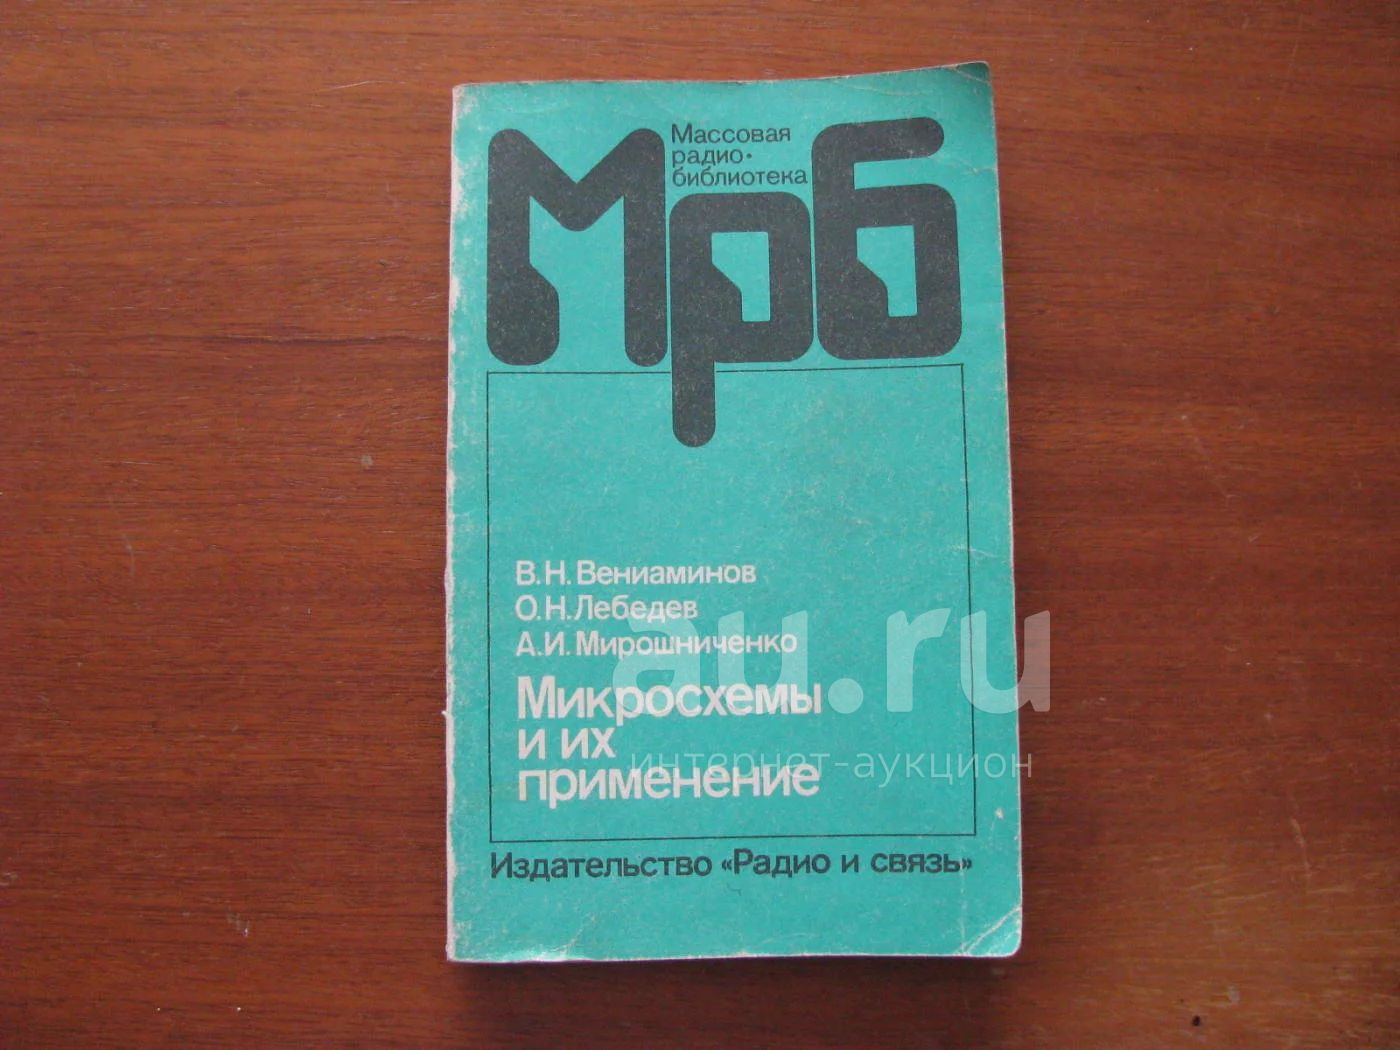 Массовая
радио-
библиотека
Мрб
В.Н.Вениаминов
О.Н.Лебедев
А.И.Мирошниченко
Микросхемы
и их
применение
Издательство «Радио и связь»
au.ru
интернет-аукцион